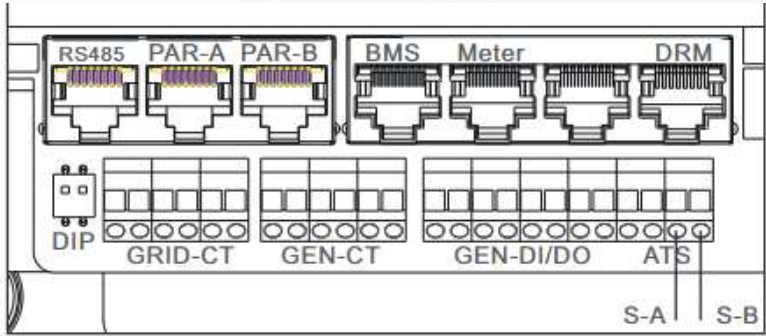 RS485 PAR-A PAR-B BMS Meter DRM
DIP GRID-CT GEN-CT GEN-DI/DO ATS
S-A S-B